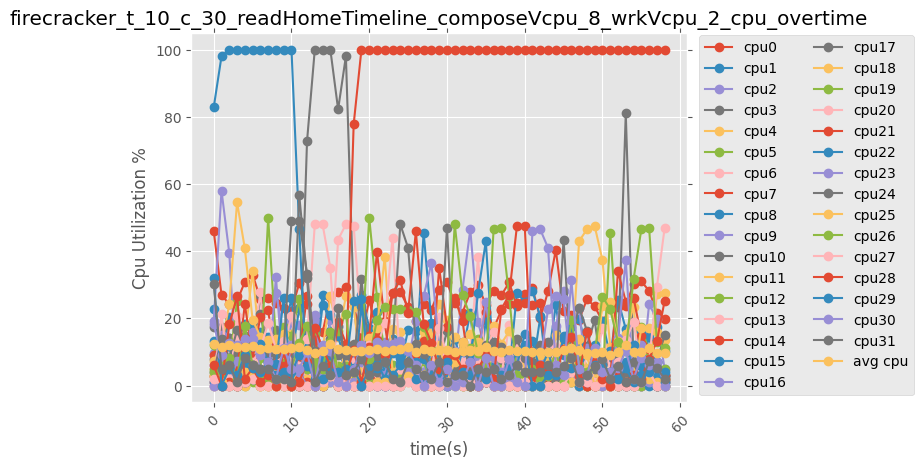 firecracker_t_10_c_30_readHomeTimeline_composeVcpu_8_wrkVcpu_2_cpu_overtime
Cpu Utilization %
100
80
60
40
20
0
0
10
20
30
40
50
60
time(s)
cpu0
cpu1
cpu2
cpu3
cpu4
cpu5
cpu6
cpu7
cpu8
cpu9
cpu10
cpu11
cpu12
cpu13
cpu14
cpu15
cpu16
cpu17
cpu18
cpu19
cpu20
cpu21
cpu22
cpu23
cpu24
cpu25
cpu26
cpu27
cpu28
cpu29
cpu30
cpu31
avg cpu